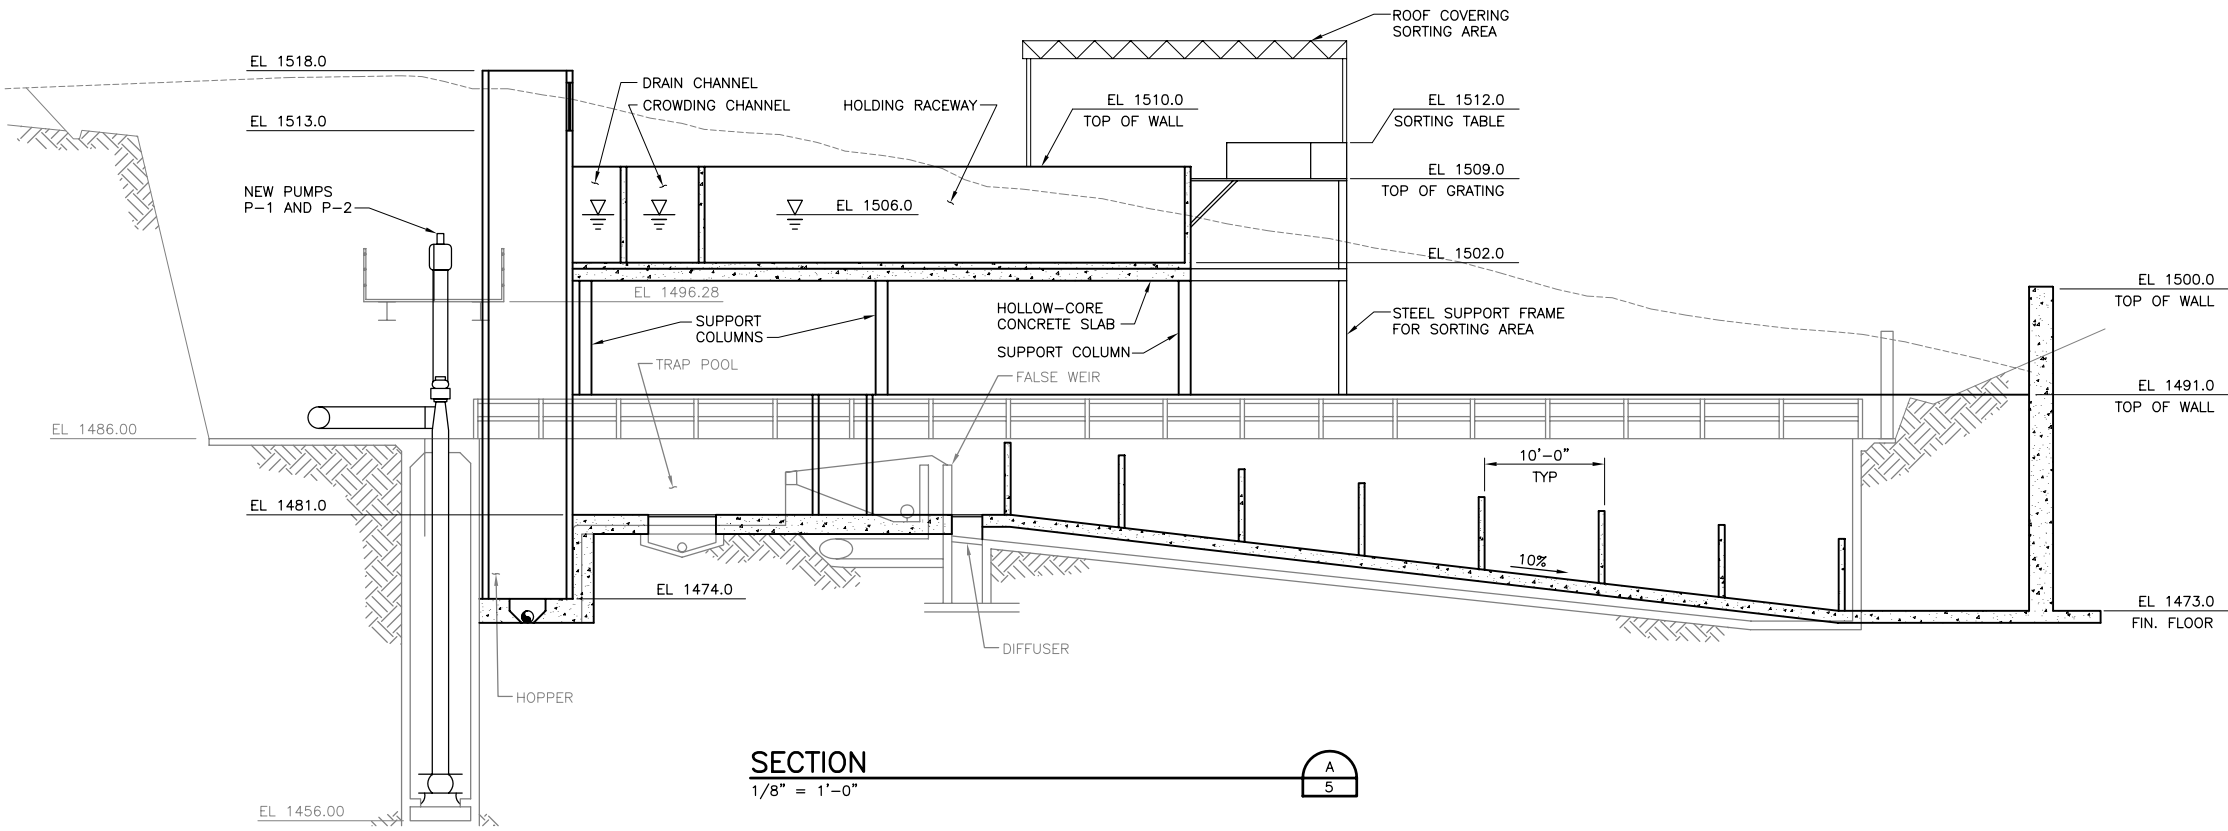 ROOF COVERING
SORTING AREA
EL 1518.0
DRAIN CHANNEL
CROWDING CHANNEL
HOLDING RACEWAY
EL 1510.0
TOP OF WALL
EL 1512.0
SORTING TABLE
EL 1513.0
EL 1509.0
TOP OF GRATING
NEW PUMPS
P-1 AND P-2
EL 1506.0
EL 1502.0
EL 1500.0
TOP OF WALL
EL 1496.28
SUPPORT
COLUMNS
HOLLOW-CORE
CONCRETE SLAB
STEEL SUPPORT FRAME
FOR SORTING AREA
SUPPORT COLUMN
TRAP POOL
FALSE WEIR
EL 1491.0
TOP OF WALL
EL 1486.00
10'-0"
TYP
EL 1481.0
10%
EL 1474.0
EL 1473.0
FIN. FLOOR
DIFFUSER
HOPPER
SECTION
1/8" = 1'-0"
A
5
EL 1456.00